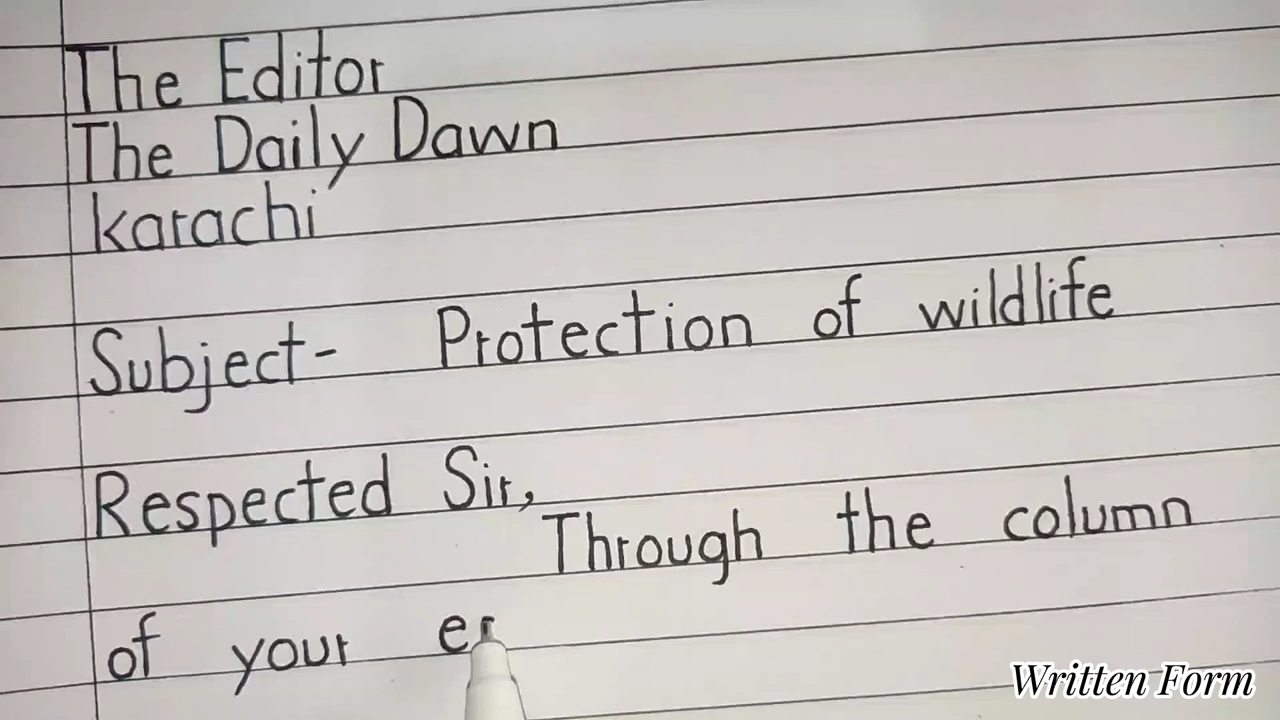 The Editor
The Daily Dawn
Karachi
Subject- Protection of wildlife
Respected Sir,
Through the column
of your
Written Form